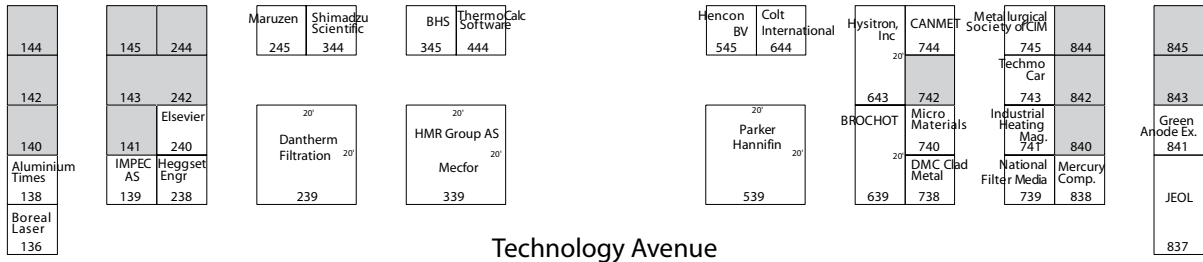 Maruzen
245
Shimadzu
Scientific
344
BHS
345
ThermoCalc
Software
444
Hencon
BV
545
Colt
International
644
Hysitron,
Inc
20'
643
CANMET
744
Metallurgical
Society of CIM
745
844
845
144
145
244
142
143
242
742
Techmo
Car
743
842
843
140
141
Elsevier
240
20'
Dantherm
Filtration
20'
239
20'
HMR Group AS
20'
Mecfor
339
20'
Parker
Hannifin
20'
539
BROCHOT
20'
639
Micro
Materials
740
Industrial
Heating
Mag.
741
840
Green
Anode Ex.
841
Aluminium
Times
138
IMPEC
AS
139
Heggset
Engr
238
DMC Clad
Metal
738
National
Filter Media
739
Mercury
Comp.
838
JEOL
837
Boreal
Laser
136
Technology Avenue